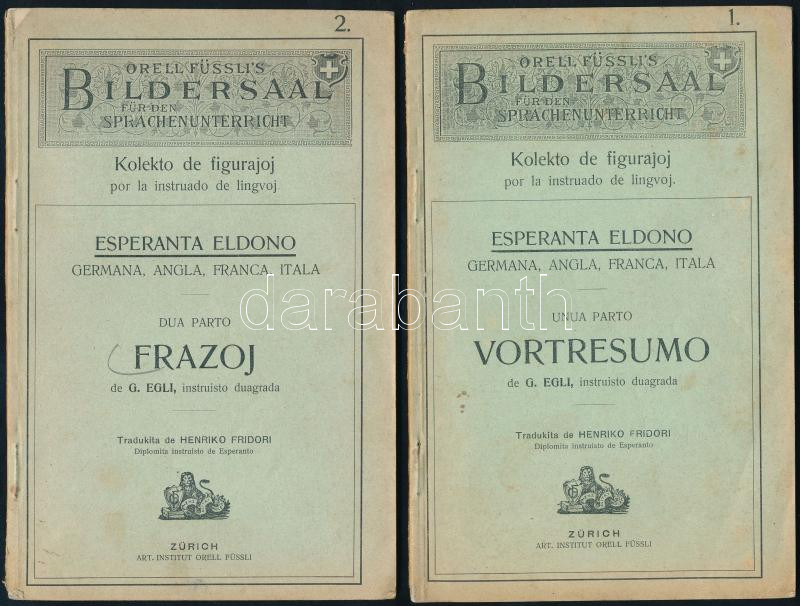 2.
ORELL FÜSSLI'S
BILDERSAAL
FÜR DEN
SPRACHENUNTERRICHT
Kolekto de figurajoj
por la instruado de lingvoj.
ESPERANTA ELDONO
GERMANA, ANGLA, FRANCA, ITALA
DUA PARTO
FRAZOJ
de G. EGLI, instruisto duagrada
Tradukita de HENRIKO FRIDORI
Diplomita instruisto de Esperanto
ZÜRICH
ART. INSTITUT ORELL FÜSSLI
1.
ORELL FÜSSLI'S
BILDERSAAL
FÜR DEN
SPRACHENUNTERRICHT
Kolekto de figurajoj
por la instruado de lingvoj.
ESPERANTA ELDONO
GERMANA, ANGLA, FRANCA, ITALA
UNUA PARTO
VORTRESUMO
de G. EGLI, instruisto duagrada
Tradukita de HENRIKO FRIDORI
Diplomita instruisto de Esperanto
ZÜRICH
ART. INSTITUT ORELL FÜSSLI
darabanth